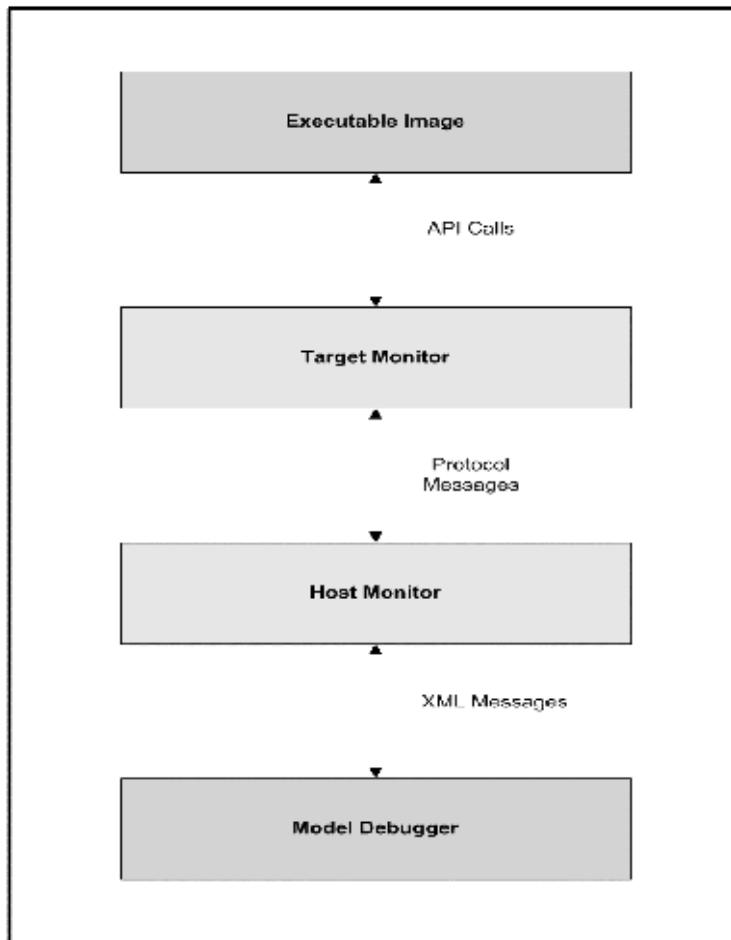 Executable Image
API Calls
Target Monitor
Protocol
Messages
Host Monitor
XML Messages
Model Debugger